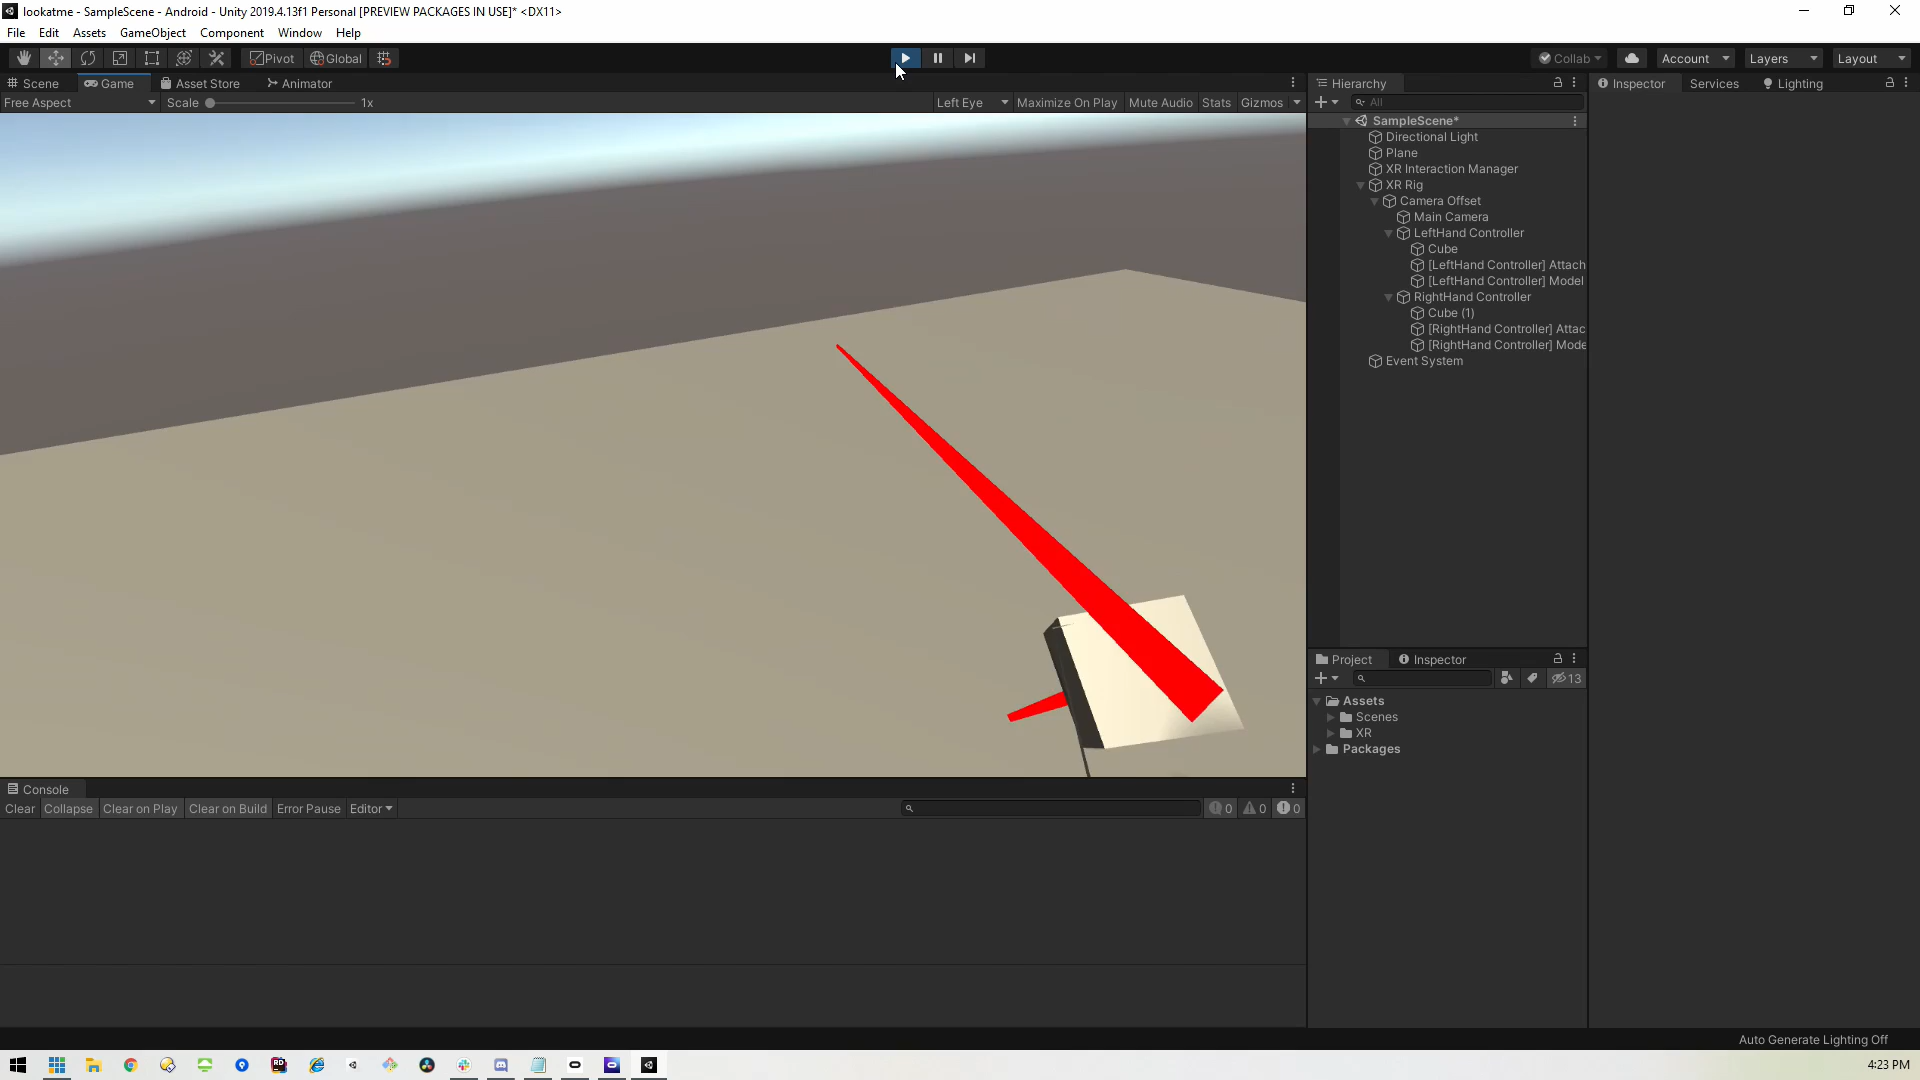 lookatme - SampleScene - Android - Unity 2019.4.13f1 Personal [PREVIEW PACKAGES IN USE]* <DX11>
File Edit Assets GameObject Component Window Help
Pivot Global Collab Account Layers Layout
Scene Game Asset Store Animator
Free Aspect Scale 1x Left Eye Maximize On Play Mute Audio Stats Gizmos
Hierarchy
All
SampleScene*
Directional Light
Plane
XR Interaction Manager
XR Rig
Camera Offset
Main Camera
LeftHand Controller
Cube
[LeftHand Controller] Attach
[LeftHand Controller] Model
RightHand Controller
Cube (1)
[RightHand Controller] Attac
[RightHand Controller] Mode
Event System
Inspector Services Lighting
Project Inspector
13
Assets
Scenes
XR
Packages
Console
Clear Collapse Clear on Play Clear on Build Error Pause Editor 0 0 0
Auto Generate Lighting Off
4:23 PM